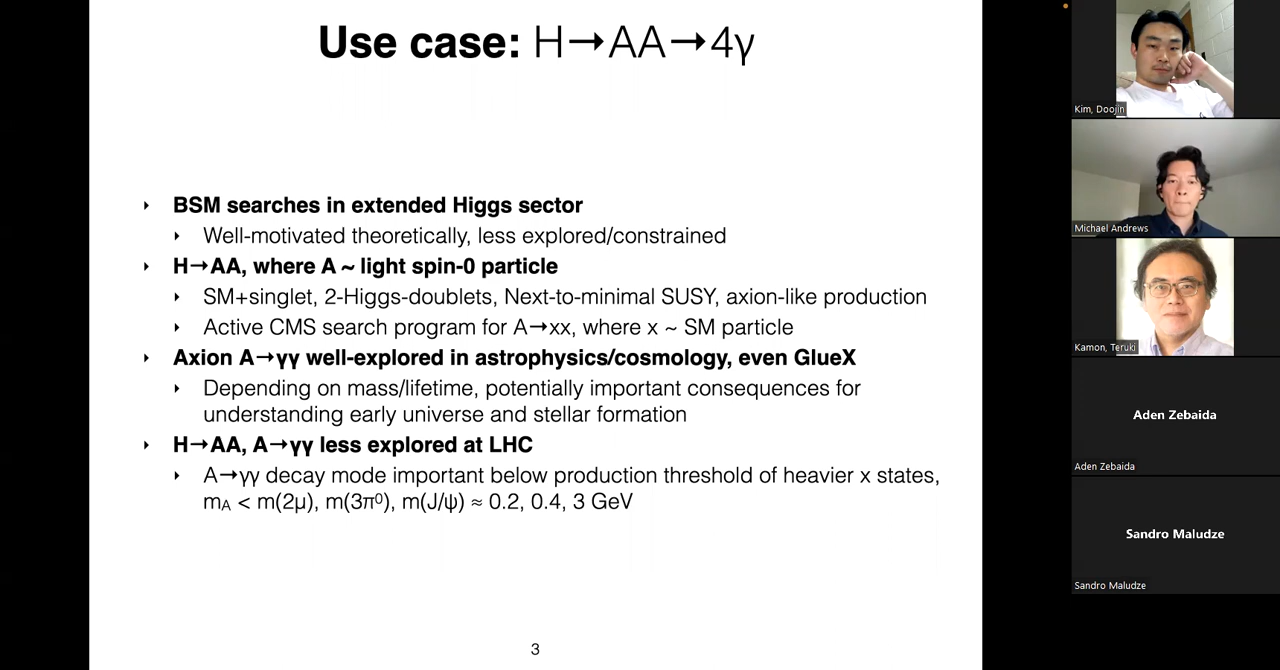 Use case: H→AA→4γ
BSM searches in extended Higgs sector
Well-motivated theoretically, less explored/constrained
H→AA, where A ~ light spin-0 particle
SM+singlet, 2-Higgs-doublets, Next-to-minimal SUSY, axion-like production
Active CMS search program for A→xx, where x ~ SM particle
Axion A→γγ well-explored in astrophysics/cosmology, even GlueX
Depending on mass/lifetime, potentially important consequences for
understanding early universe and stellar formation
H→AA, A→γγ less explored at LHC
A→γγ decay mode important below production threshold of heavier x states,
mA < m(2μ), m(3π⁰), m(J/ψ) ≈ 0.2, 0.4, 3 GeV
3
Kim, Doojin
Michael Andrews
Kamon, Teruki
Aden Zebaida
Aden Zebaida
Sandro Maludze
Sandro Maludze